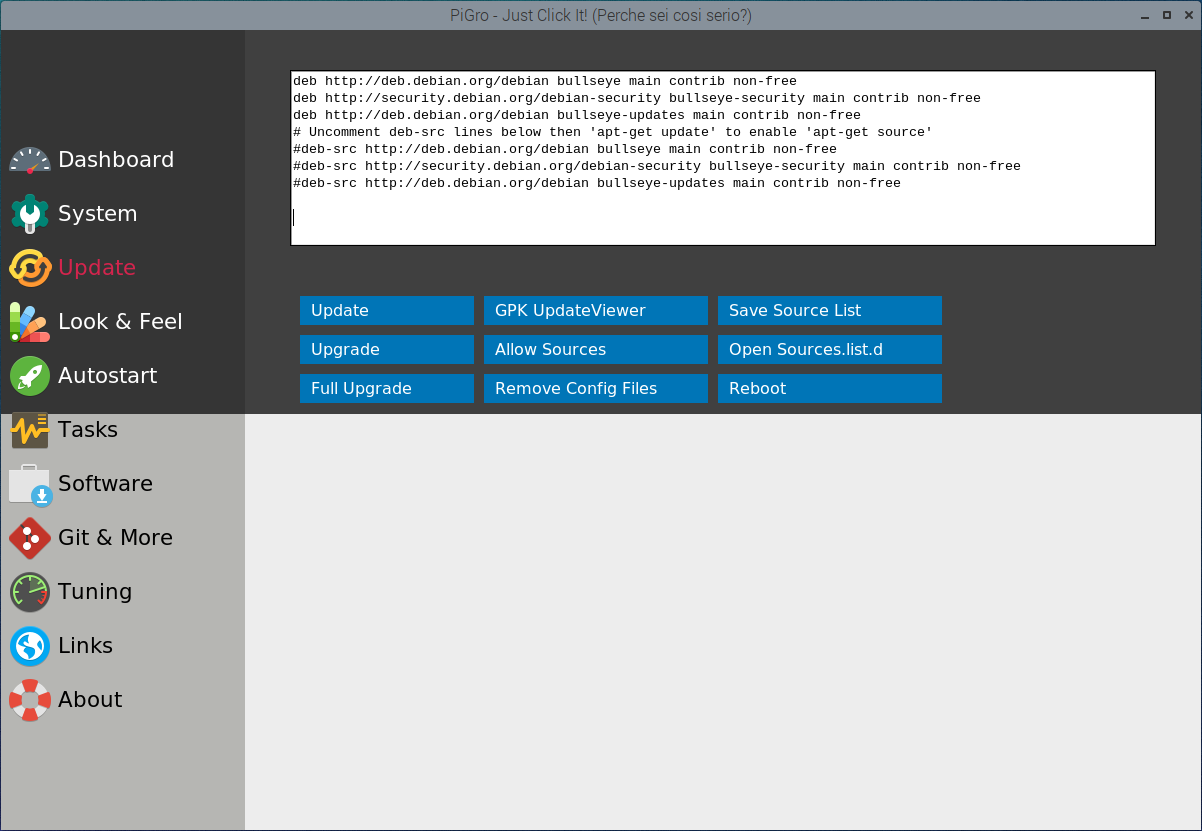 PiGro - Just Click It! (Perche sei cosi serio?)
Dashboard
System
Update
Look & Feel
Autostart
Tasks
Software
Git & More
Tuning
Links
About
deb http://deb.debian.org/debian bullseye main contrib non-free
deb http://security.debian.org/debian-security bullseye-security main contrib non-free
deb http://deb.debian.org/debian bullseye-updates main contrib non-free
# Uncomment deb-src lines below then 'apt-get update' to enable 'apt-get source'
#deb-src http://deb.debian.org/debian bullseye main contrib non-free
#deb-src http://security.debian.org/debian-security bullseye-security main contrib non-free
#deb-src http://deb.debian.org/debian bullseye-updates main contrib non-free
Update
GPK UpdateViewer
Save Source List
Upgrade
Allow Sources
Open Sources.list.d
Full Upgrade
Remove Config Files
Reboot